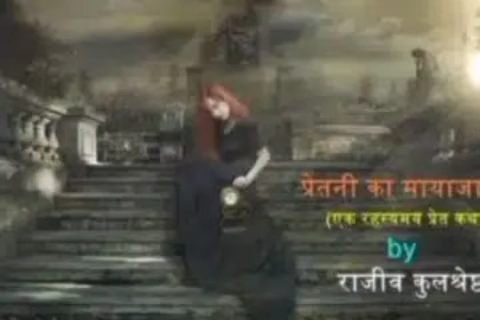 प्रेतनी का मायाजा
(एक रहस्यमय प्रेत कथा
by
राजीव कुलश्रेष्ठ